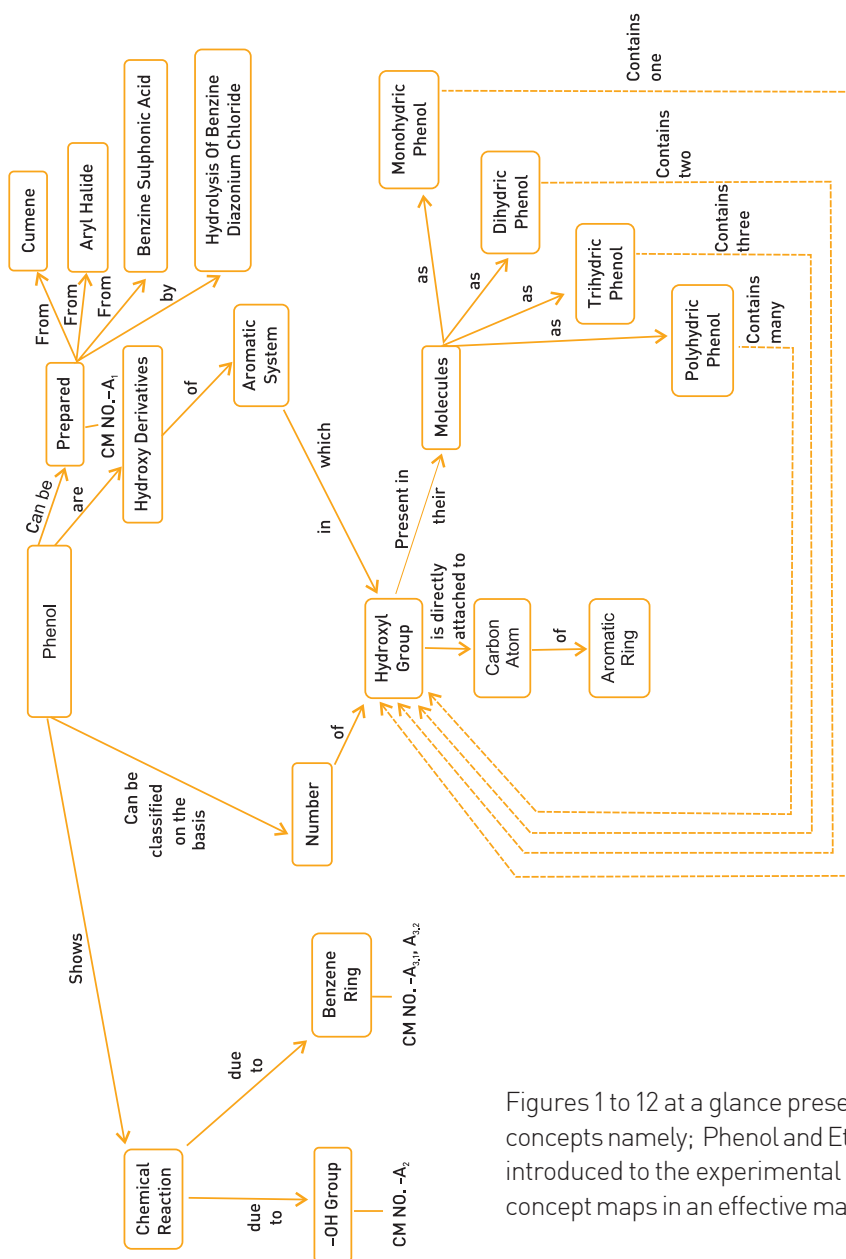 Phenol
Can be
Prepared
CM NO.-A₁
From
Cumene
From
Aryl Halide
From
Benzine Sulphonic Acid
by
Hydrolysis Of Benzine
Diazonium Chloride
are
Hydroxy Derivatives
of
Aromatic
System
in
which
Hydroxyl
Group
Present in
their
Molecules
as
Monohydric
Phenol
Contains
one
as
Dihydric
Phenol
Contains
two
as
Trihydric
Phenol
Contains
three
as
Polyhydric
Phenol
Contains
many
is directly
attached to
Carbon
Atom
of
Aromatic
Ring
Can be
classified
on the
basis
Number
of
Shows
Chemical
Reaction
due
to
Benzene
Ring
CM NO. -A₃.₁, A₃.₂
due
to
–OH Group
CM NO. -A₂
Figures 1 to 12 at a glance prese
concepts namely; Phenol and Et
introduced to the experimental
concept maps in an effective ma